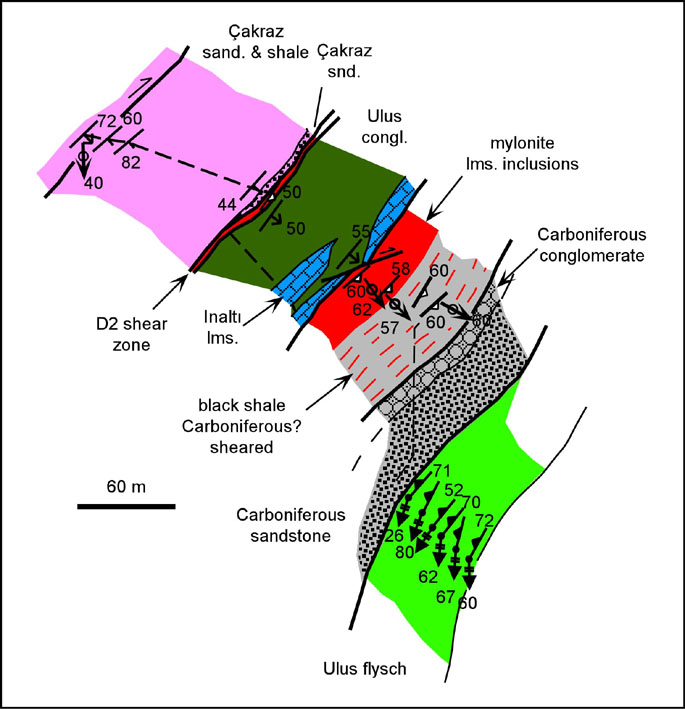 Çakraz
sand. & shale
Çakraz
snd.
Ulus
congl.
mylonite
lms. inclusions
Carboniferous
conglomerate
72 60
82
40
44
50
50
55
58
60
60
62
57
60
60
D2 shear
zone
Inaltı
lms.
black shale
Carboniferous?
sheared
60 m
Carboniferous
sandstone
71
52
70
72
26
80
62
67
60
Ulus flysch